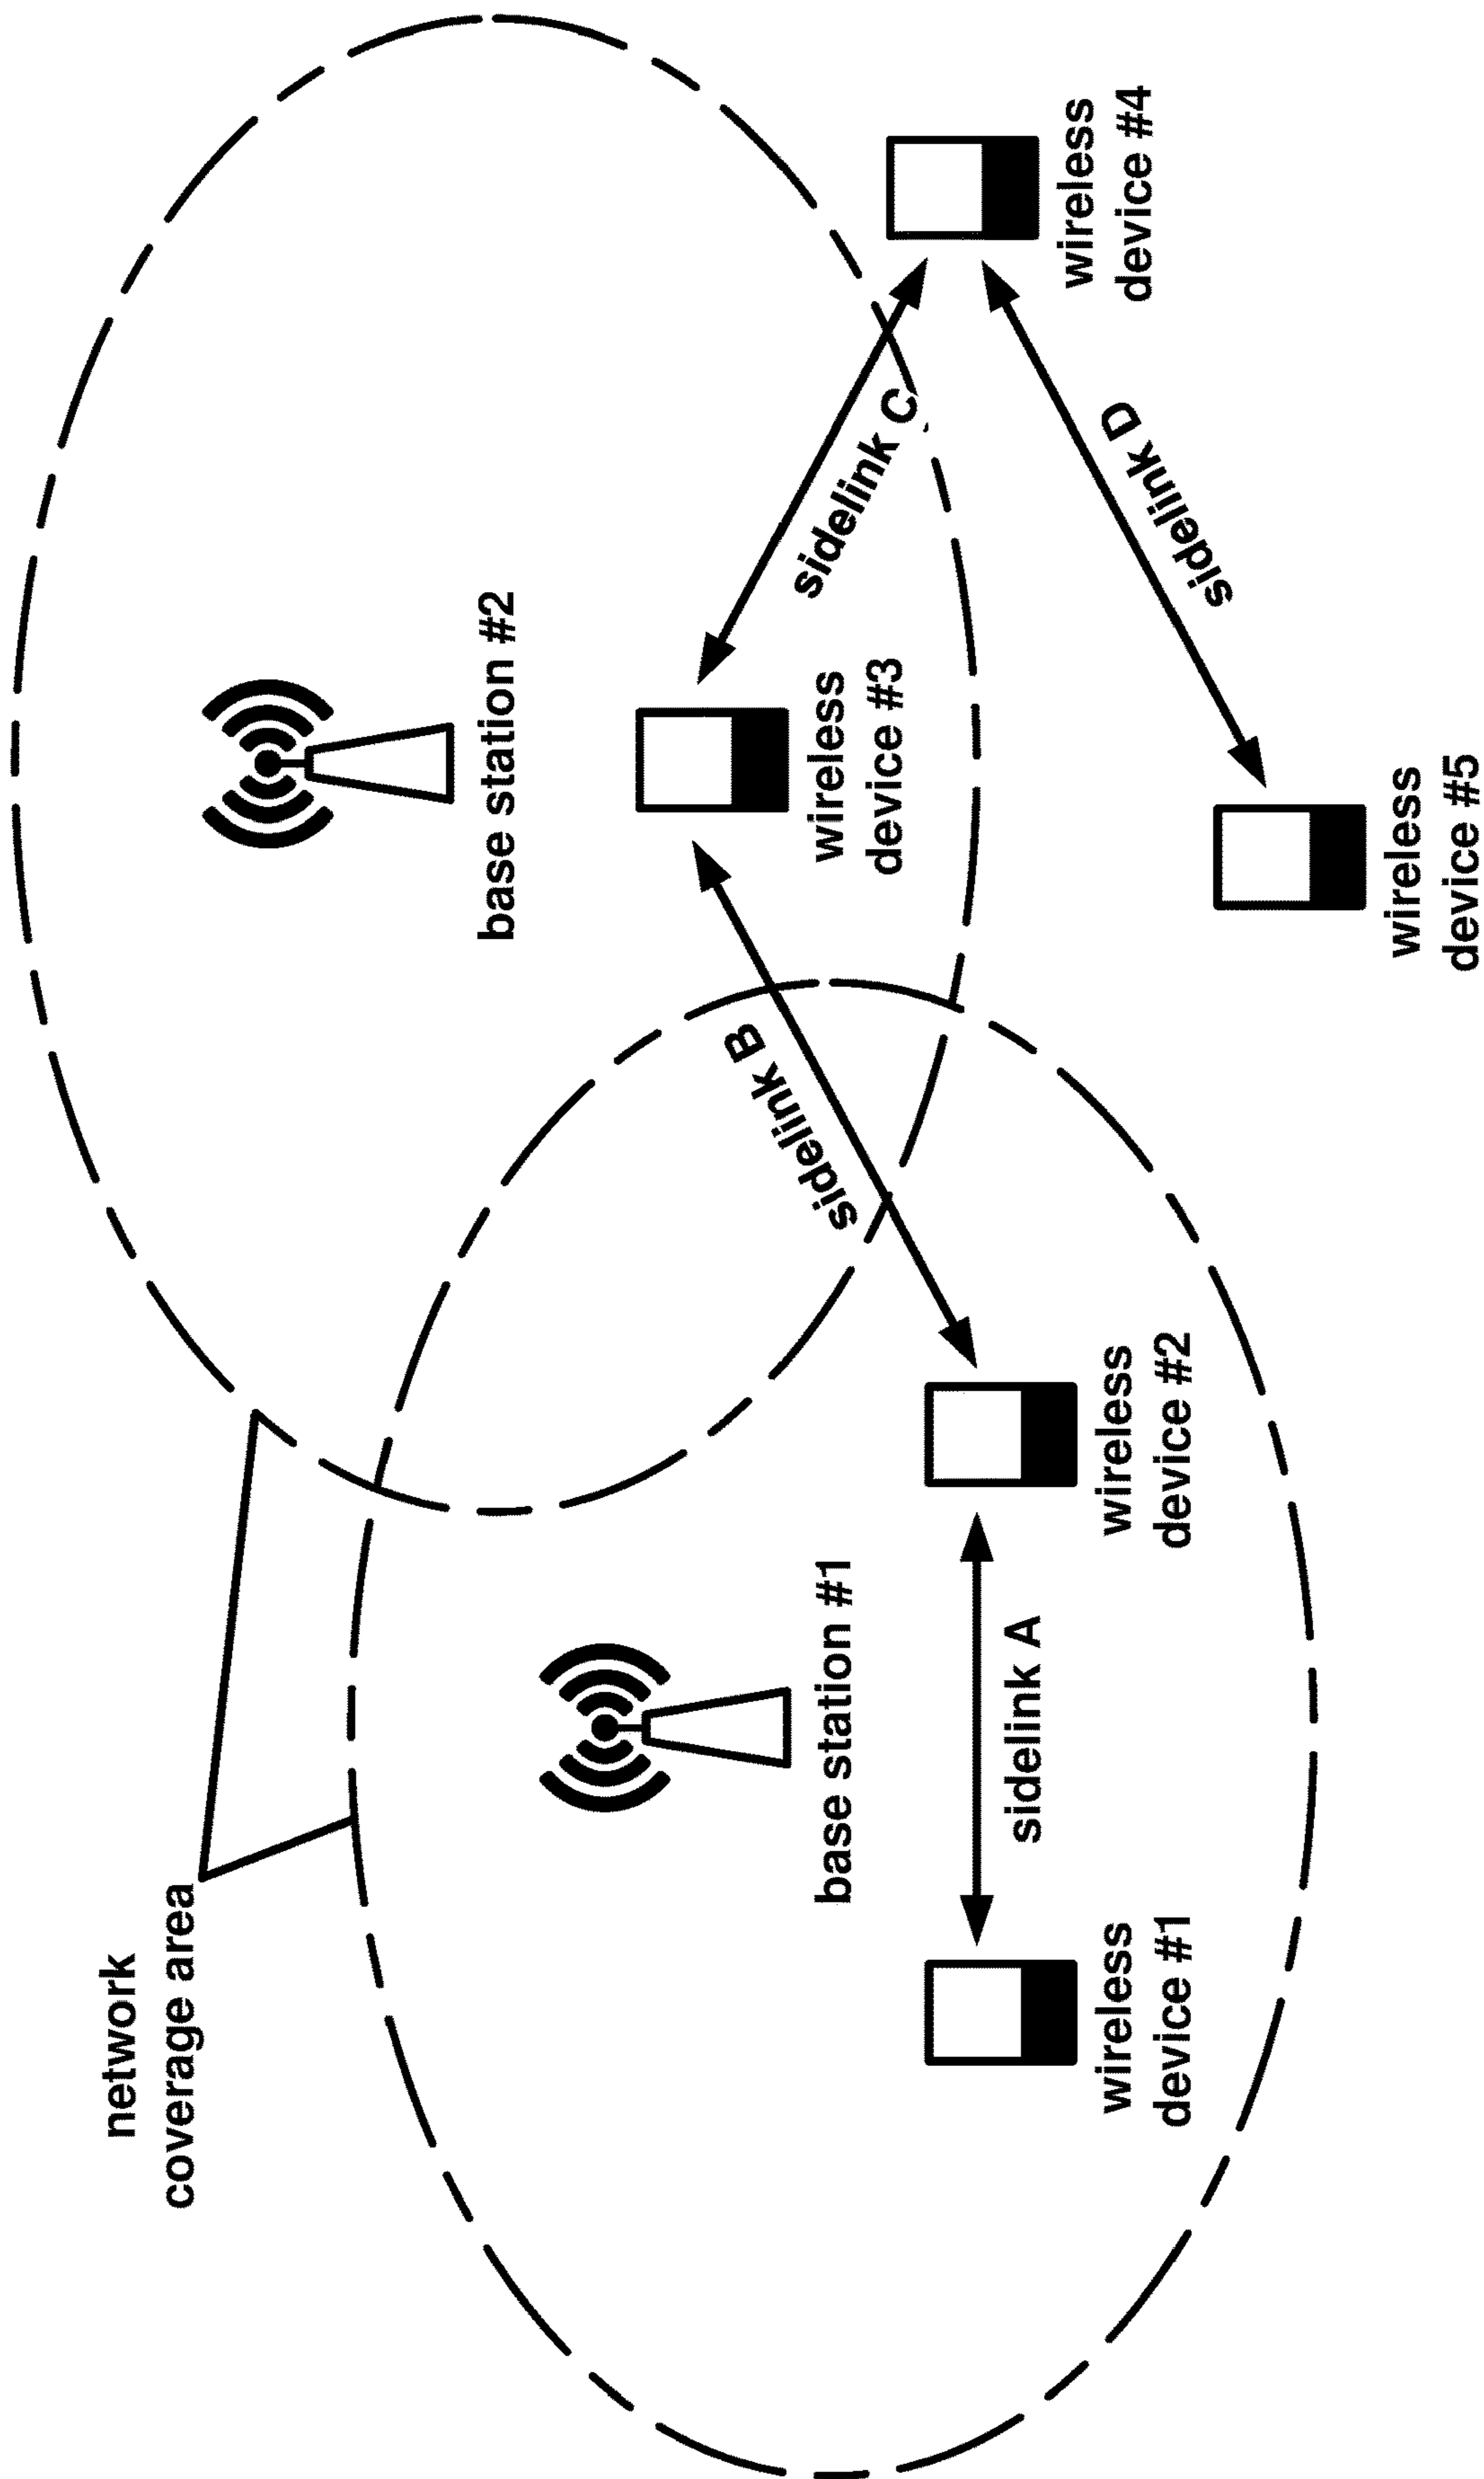 network
coverage area
base station #2
base station #1
wireless
device #3
sidelink B
sidelink C
wireless
device #4
sidelink A
wireless
device #1
wireless
device #2
sidelink D
wireless
device #5